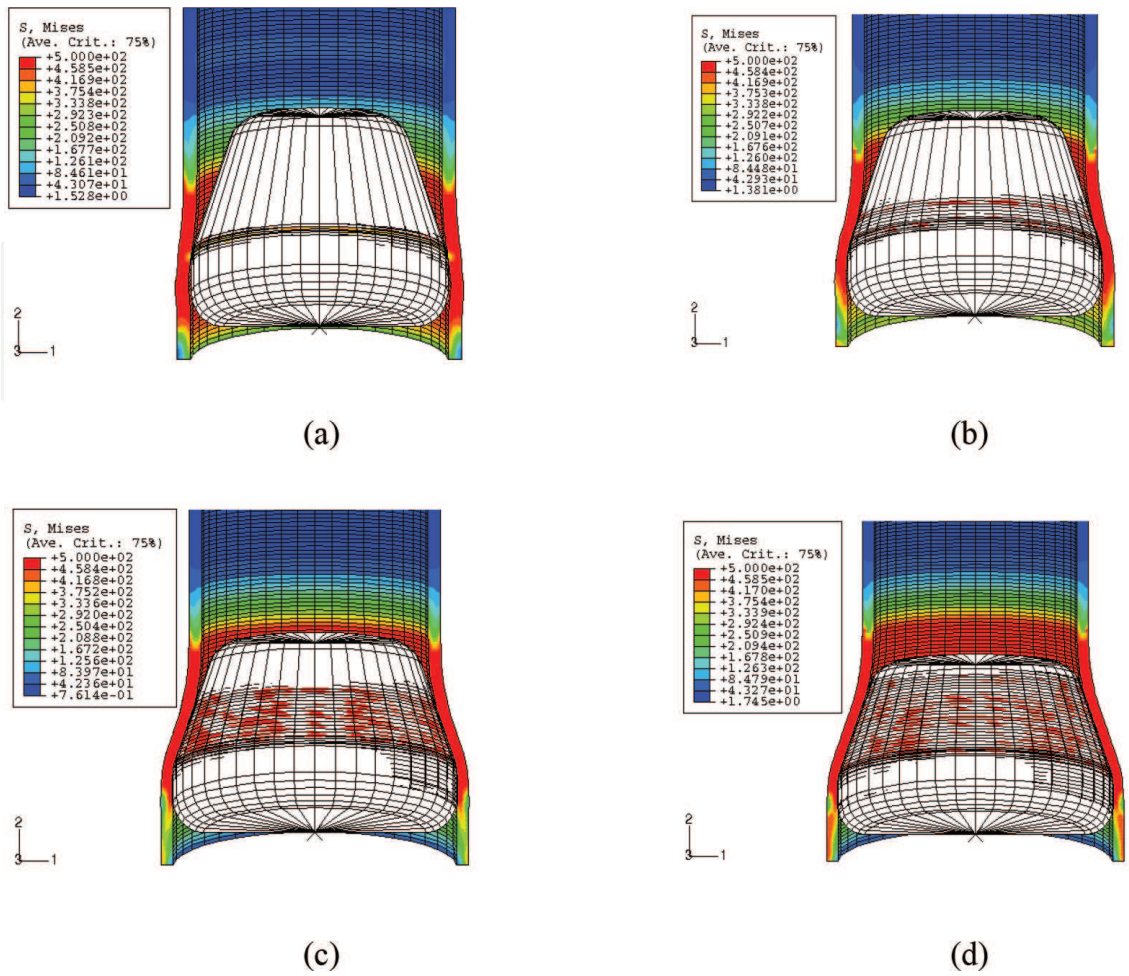 S, Mises
(Ave. Crit.: 75%)
+5.000e+02
+4.585e+02
+4.169e+02
+3.754e+02
+3.338e+02
+2.923e+02
+2.508e+02
+2.092e+02
+1.677e+02
+1.261e+02
+8.461e+01
+4.307e+01
+1.528e+00
2
3
1
(a)
S, Mises
(Ave. Crit.: 75%)
+5.000e+02
+4.584e+02
+4.169e+02
+3.753e+02
+3.338e+02
+2.922e+02
+2.507e+02
+2.091e+02
+1.676e+02
+1.260e+02
+8.448e+01
+4.293e+01
+1.381e+00
2
3
1
(b)
S, Mises
(Ave. Crit.: 75%)
+5.000e+02
+4.584e+02
+4.168e+02
+3.752e+02
+3.336e+02
+2.920e+02
+2.504e+02
+2.088e+02
+1.672e+02
+1.256e+02
+8.397e+01
+4.236e+01
+7.614e-01
2
3
1
(c)
S, Mises
(Ave. Crit.: 75%)
+5.000e+02
+4.585e+02
+4.170e+02
+3.754e+02
+3.339e+02
+2.924e+02
+2.509e+02
+2.094e+02
+1.678e+02
+1.263e+02
+8.479e+01
+4.327e+01
+1.745e+00
2
3
1
(d)